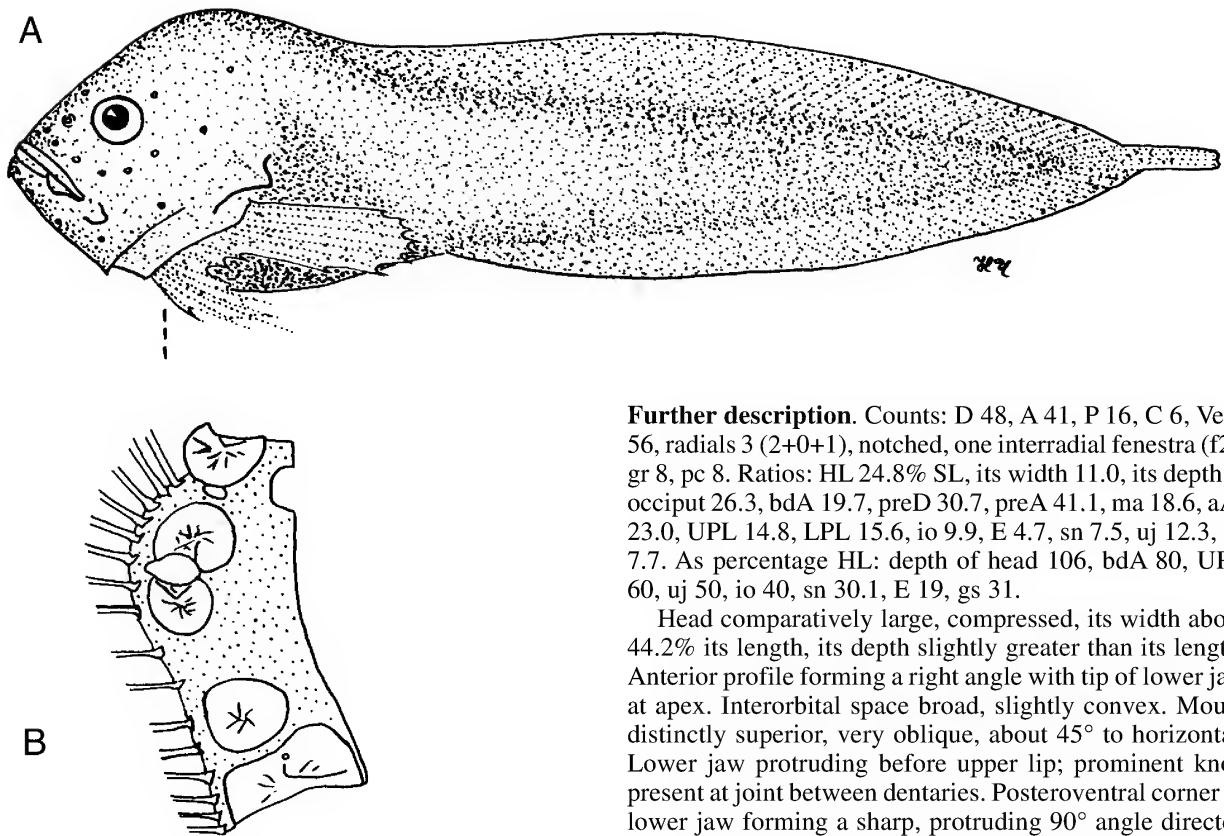 A
Further description. Counts: D 48, A 41, P 16, C 6, Ve
56, radials 3 (2+0+1), notched, one interradial fenestra (f2
gr 8, pc 8. Ratios: HL 24.8% SL, its width 11.0, its depth
occiput 26.3, bdA 19.7, preD 30.7, preA 41.1, ma 18.6, aA
23.0, UPL 14.8, LPL 15.6, io 9.9, E 4.7, sn 7.5, uj 12.3,
7.7. As percentage HL: depth of head 106, bdA 80, UP
60, uj 50, io 40, sn 30.1, E 19, gs 31.
Head comparatively large, compressed, its width abo
44.2% its length, its depth slightly greater than its lengt
Anterior profile forming a right angle with tip of lower ja
at apex. Interorbital space broad, slightly convex. Mou
distinctly superior, very oblique, about 45° to horizonta
Lower jaw protruding before upper lip; prominent kno
present at joint between dentaries. Posteroventral corner
lower jaw forming a sharp, protruding 90° angle directe
B